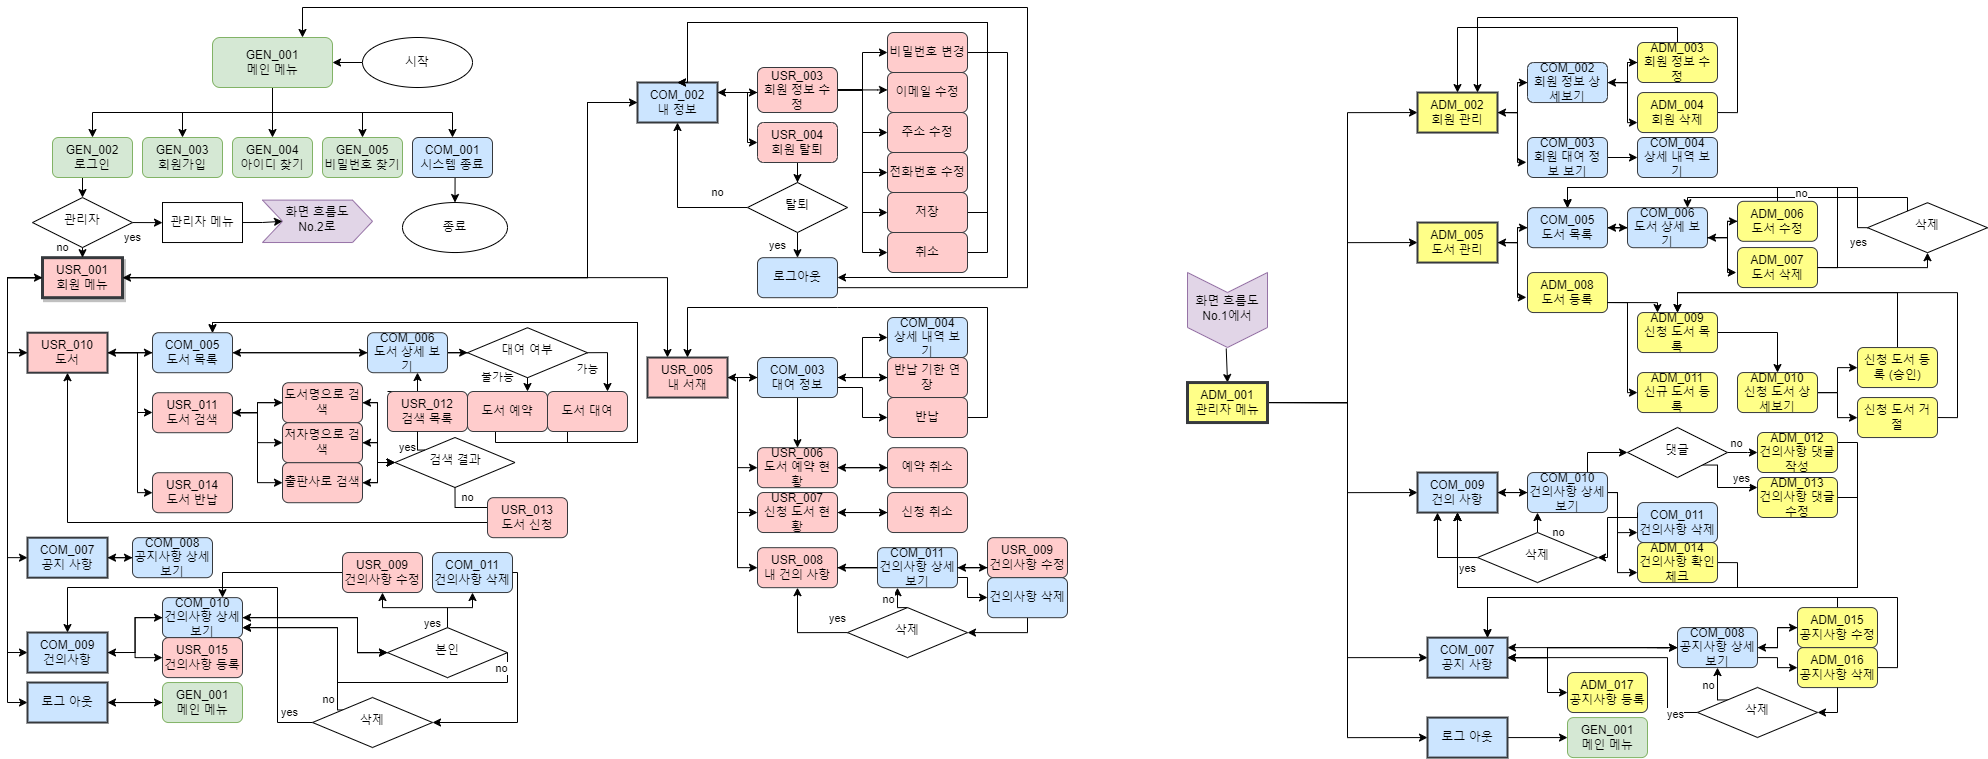 GEN_001
메인 메뉴
시작
GEN_002
로그인
GEN_003
회원가입
GEN_004
아이디 찾기
GEN_005
비밀번호 찾기
COM_001
시스템 종료
관리자
yes
no
관리자 메뉴
화면 흐름도
No.2로
종료
USR_001
회원 메뉴
COM_002
내 정보
USR_003
회원 정보 수
정
USR_004
회원 탈퇴
탈퇴
no
yes
로그아웃
비밀번호 변경
이메일 수정
주소 수정
전화번호 수정
저장
취소
USR_010
도서
COM_005
도서 목록
COM_006
도서 상세 보
기
대여 여부
불가능
가능
USR_011
도서 검색
도서명으로 검
색
저자명으로 검
색
출판사로 검색
USR_012
검색 목록
도서 예약
도서 대여
yes
검색 결과
no
USR_014
도서 반납
USR_013
도서 신청
COM_007
공지 사항
COM_008
공지사항 상세
보기
USR_009
건의사항 수정
COM_011
건의사항 삭제
COM_010
건의사항 상세
보기
COM_009
건의사항
USR_015
건의사항 등록
yes
본인
no
로그 아웃
GEN_001
메인 메뉴
yes
no
삭제
USR_005
내 서재
COM_003
대여 정보
COM_004
상세 내역 보
기
반납 기한 연
장
반납
USR_006
도서 예약 현
황
예약 취소
USR_007
신청 도서 현
황
신청 취소
USR_008
내 건의 사항
COM_011
건의사항 상세
보기
USR_009
건의사항 수정
건의사항 삭제
no
yes
삭제
화면 흐름도
No.1에서
ADM_001
관리자 메뉴
ADM_002
회원 관리
COM_002
회원 정보 상
세보기
ADM_003
회원 정보 수
정
ADM_004
회원 삭제
COM_003
회원 대여 정
보 보기
COM_004
상세 내역 보
기
ADM_005
도서 관리
COM_005
도서 목록
COM_006
도서 상세 보
기
ADM_006
도서 수정
ADM_007
도서 삭제
no
yes
삭제
ADM_008
도서 등록
ADM_009
신청 도서 목
록
ADM_011
신규 도서 등
록
ADM_010
신청 도서 상
세보기
신청 도서 등
록 (승인)
신청 도서 거
절
COM_009
건의 사항
COM_010
건의사항 상세
보기
댓글
no
yes
ADM_012
건의사항 댓글
작성
ADM_013
건의사항 댓글
수정
COM_011
건의사항 삭제
ADM_014
건의사항 확인
체크
no
yes
삭제
COM_007
공지 사항
COM_008
공지사항 상세
보기
ADM_015
공지사항 수정
ADM_016
공지사항 삭제
ADM_017
공지사항 등록
no
yes
삭제
로그 아웃
GEN_001
메인 메뉴